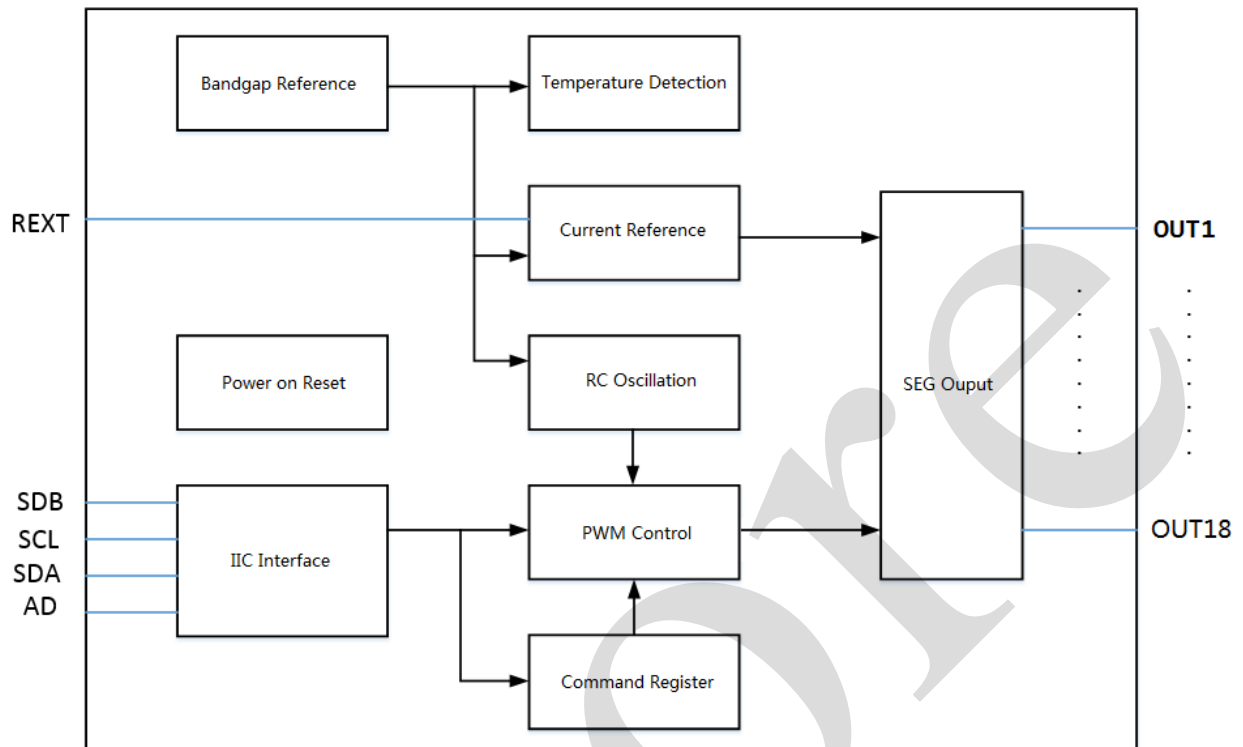 Bandgap Reference
Temperature Detection
REXT
Current Reference
OUT1
Power on Reset
RC Oscillation
SEG Ouput
SDB
SCL
SDA
AD
IIC Interface
PWM Control
OUT18
Command Register
ore